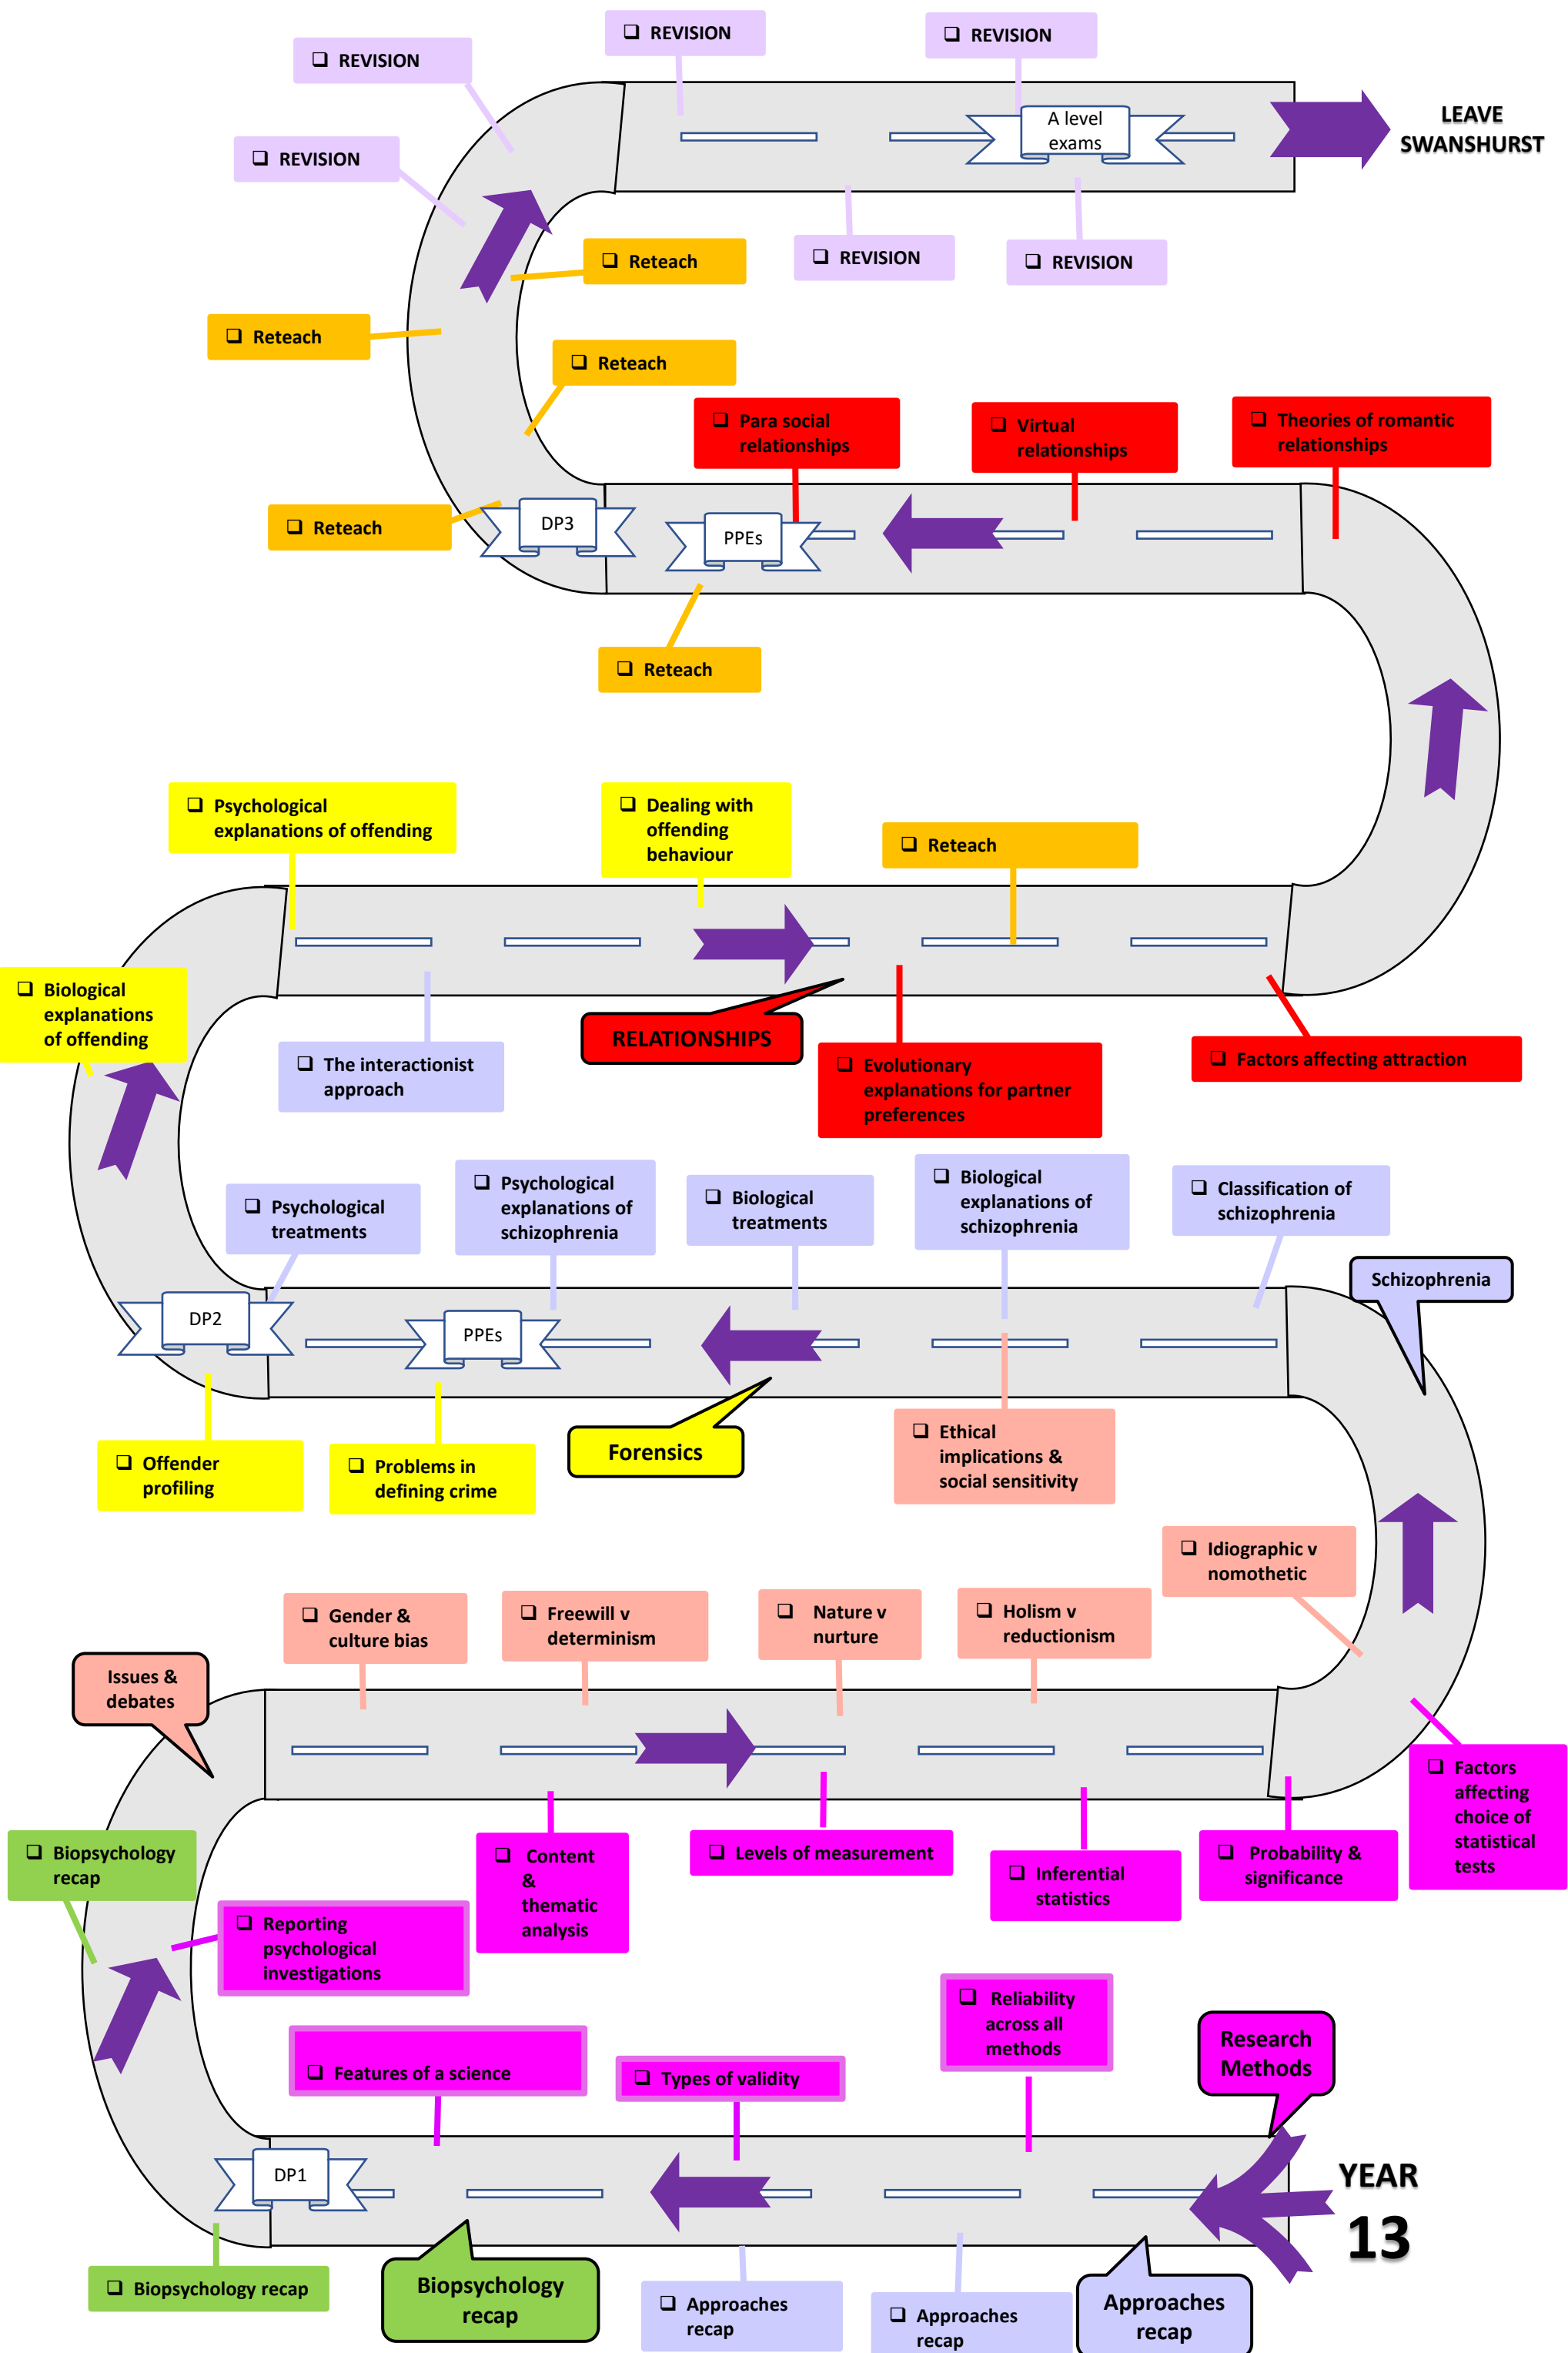 ❑ REVISION
❑ REVISION
❑ REVISION
❑ REVISION
A level
exams
LEAVE
SWANSHURST
❑ REVISION
❑ REVISION
❑ Reteach
❑ Reteach
❑ Reteach
❑ Para social
relationships
❑ Virtual
relationships
❑ Theories of romantic
relationships
❑ Reteach
DP3
PPEs
❑ Reteach
❑ Psychological
explanations of offending
❑ Dealing with
offending
behaviour
❑ Reteach
❑ Biological
explanations
of offending
❑ The interactionist
approach
RELATIONSHIPS
❑ Evolutionary
explanations for partner
preferences
❑ Factors affecting attraction
❑ Psychological
treatments
❑ Psychological
explanations of
schizophrenia
❑ Biological
treatments
❑ Biological
explanations of
schizophrenia
❑ Classification of
schizophrenia
Schizophrenia
DP2
PPEs
❑ Offender
profiling
❑ Problems in
defining crime
Forensics
❑ Ethical
implications &
social sensitivity
❑ Idiographic v
nomothetic
❑ Gender &
culture bias
❑ Freewill v
determinism
❑ Nature v
nurture
❑ Holism v
reductionism
Issues &
debates
❑ Biopsychology
recap
❑ Content
&
thematic
analysis
❑ Levels of measurement
❑ Inferential
statistics
❑ Probability &
significance
❑ Factors
affecting
choice of
statistical
tests
❑ Reporting
psychological
investigations
❑ Features of a science
❑ Types of validity
❑ Reliability
across all
methods
Research
Methods
DP1
YEAR
13
❑ Biopsychology recap
Biopsychology
recap
❑ Approaches
recap
❑ Approaches
recap
Approaches
recap